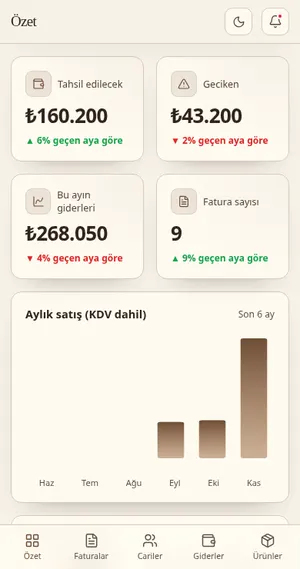 Özet
Tahsil edilecek
₺160.200
▲ 6% geçen aya göre
Geciken
₺43.200
▼ 2% geçen aya göre
Bu ayın
giderleri
₺268.050
▼ 4% geçen aya göre
Fatura sayısı
9
▲ 9% geçen aya göre
Aylık satış (KDV dahil)
Son 6 ay
Haz Tem Ağu Eyl Eki Kas
Özet Faturalar Cariler Giderler Ürünler